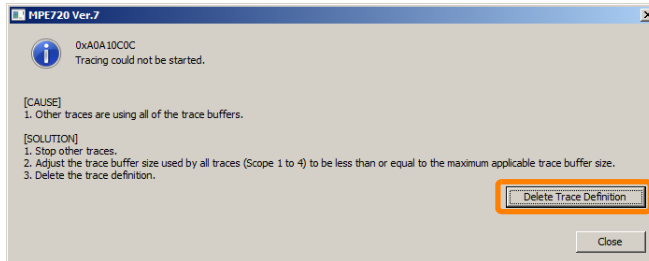 MPE720 Ver.7
0xA0A10C0C
Tracing could not be started.
[CAUSE]
1. Other traces are using all of the trace buffers.
[SOLUTION]
1. Stop other traces.
2. Adjust the trace buffer size used by all traces (Scope 1 to 4) to be less than or equal to the maximum applicable trace buffer size.
3. Delete the trace definition.
Delete Trace Definition
Close